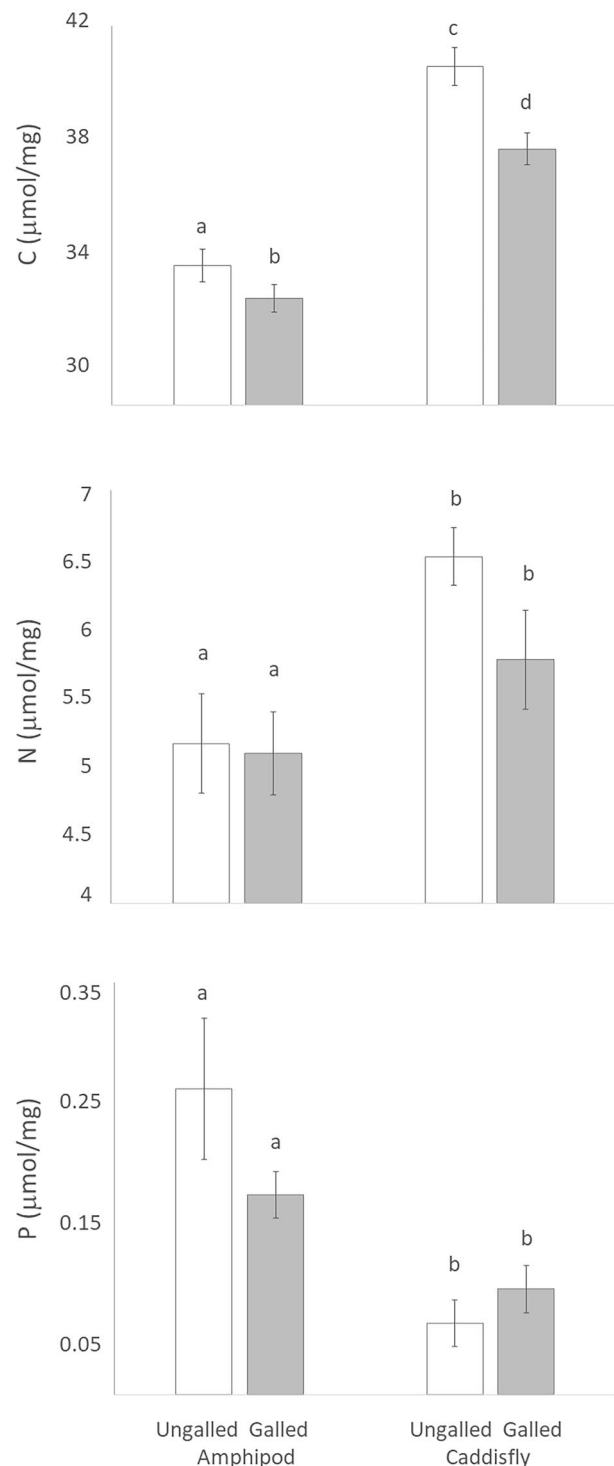 42
c
38
d
C (μmol/mg)
a
34
b
30
7
b
6.5
b
6
a
a
N (μmol/mg)
5.5
5
4.5
4
0.35
a
0.25
a
P (μmol/mg)
0.15
b
b
0.05
Ungalled Galled Ungalled Galled
Amphipod Caddisfly